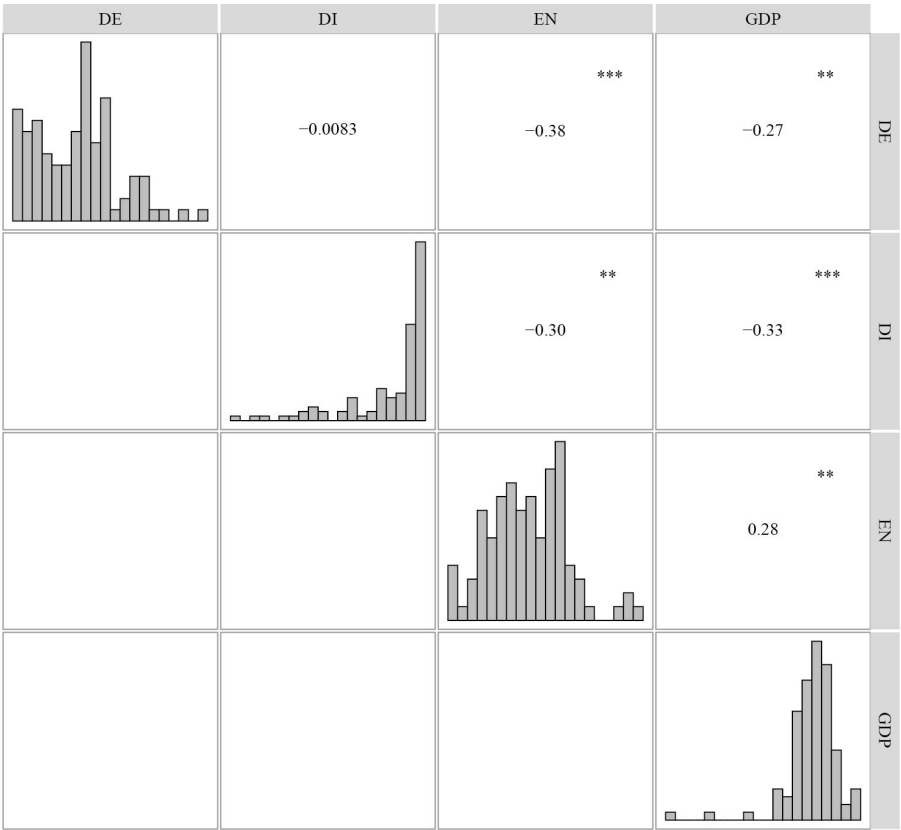 DE DI EN GDP
*** **
−0.0083 −0.38 −0.27 DE
** ***
−0.30 −0.33 DI
**
0.28 EN
GDP